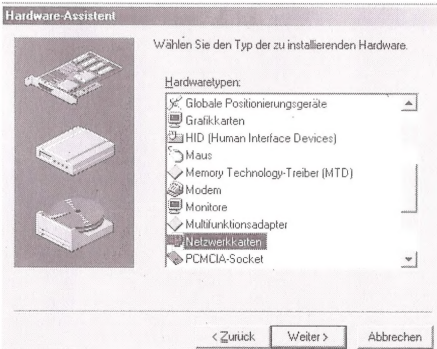 Hardware-Assistent
Wählen Sie den Typ der zu installierenden Hardware.
Hardwaretypen:
Globale Positionierungsgeräte
Grafikkarten
HID (Human Interface Devices)
Maus
Memory Technology-Treiber (MTD)
Modem
Monitore
Multifunktionsadapter
Netzwerkkarten
PCMCIA-Socket
< Zurück Weiter > Abbrechen